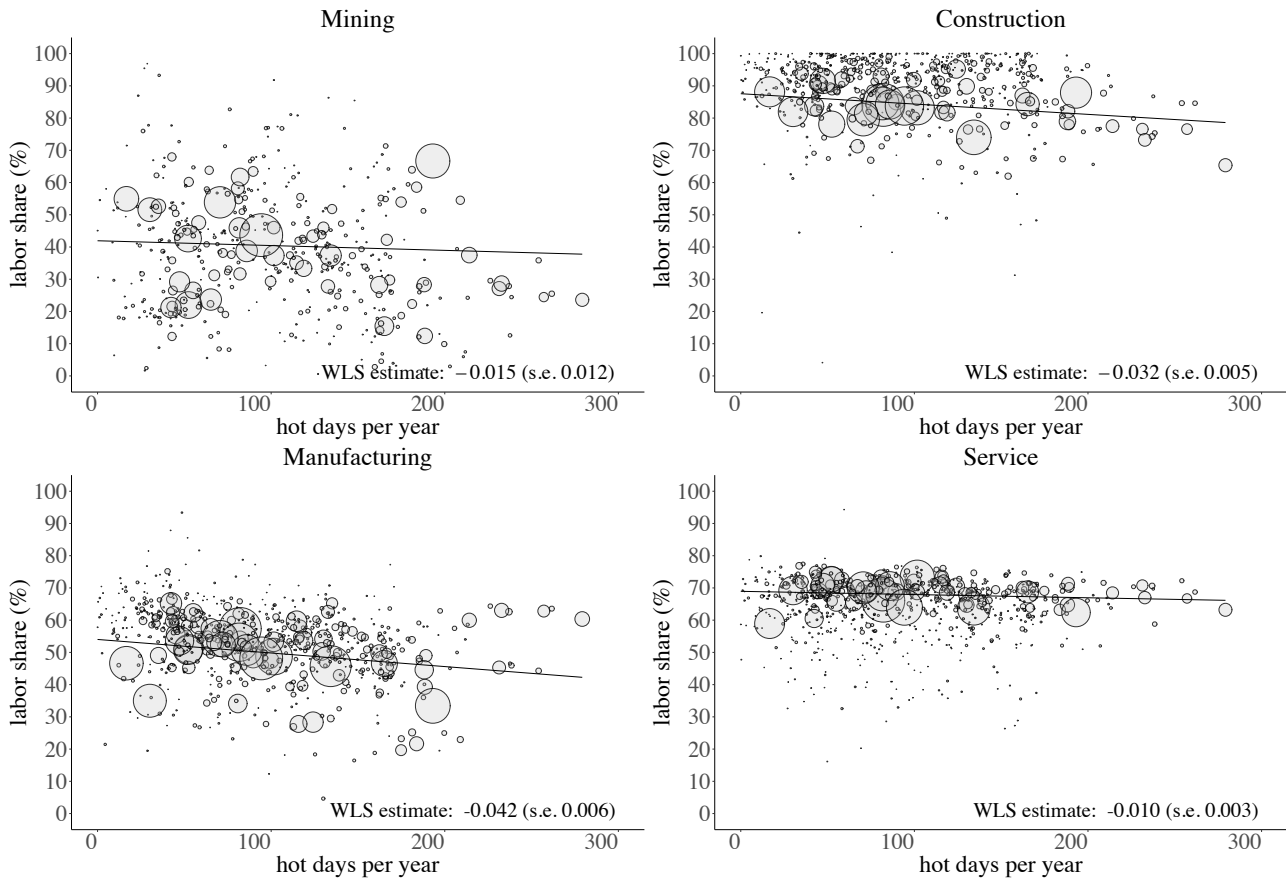 Mining
labor share (%)
100
90
80
70
60
50
40
30
20
10
0
WLS estimate: −0.015 (s.e. 0.012)
0 100 200 300
hot days per year
Construction
labor share (%)
100
90
80
70
60
50
40
30
20
10
0
WLS estimate: −0.032 (s.e. 0.005)
0 100 200 300
hot days per year
Manufacturing
labor share (%)
100
90
80
70
60
50
40
30
20
10
0
WLS estimate: -0.042 (s.e. 0.006)
0 100 200 300
hot days per year
Service
labor share (%)
100
90
80
70
60
50
40
30
20
10
0
WLS estimate: -0.010 (s.e. 0.003)
0 100 200 300
hot days per year